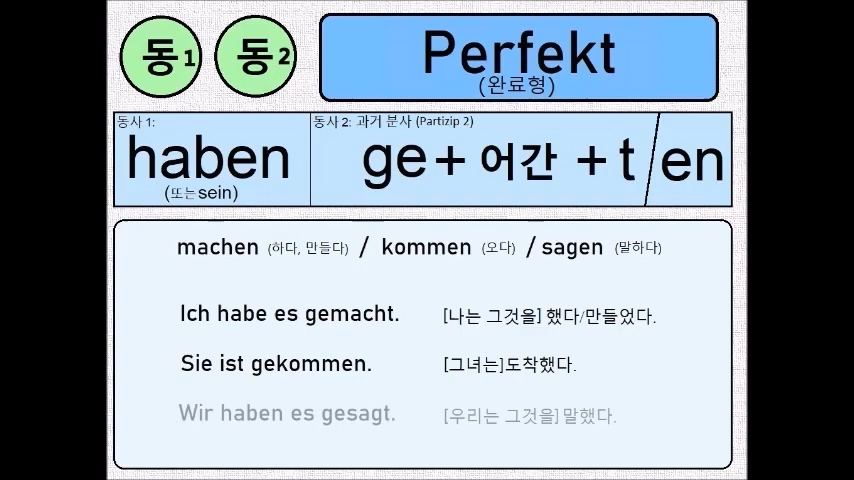 동1 동2 Perfekt
(완료형)
동사 1: 동사 2: 과거 분사 (Partizip 2)
haben ge + 어간 + t / en
(또는 sein)
machen (하다, 만들다) / kommen (오다) / sagen (말하다)
Ich habe es gemacht. [나는 그것을] 했다/만들었다.
Sie ist gekommen. [그녀는]도착했다.
Wir haben es gesagt. [우리는 그것을] 말했다.